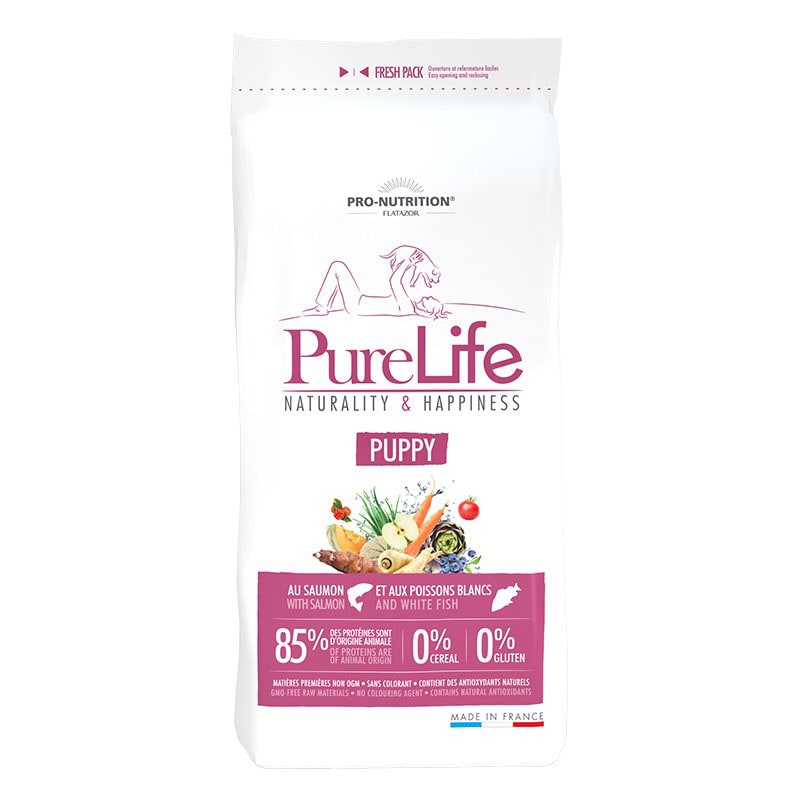 FRESH PACK
Ouverture et refermeture faciles
Easy opening and reclosing
PRO-NUTRITION®
FLATAZOR
PureLife
NATURALITY & HAPPINESS
PUPPY
AU SAUMON ET AUX POISSONS BLANCS
WITH SALMON AND WHITE FISH
85% DES PROTÉINES SONT D'ORIGINE ANIMALE
OF PROTEINS ARE OF ANIMAL ORIGIN
0% CEREAL
0% GLUTEN
MATIÈRES PREMIÈRES NON OGM • SANS COLORANT • CONTIENT DES ANTIOXYDANTS NATURELS
GMO-FREE RAW MATERIALS • NO COLOURING AGENT • CONTAINS NATURAL ANTIOXIDANTS
MADE IN FRANCE